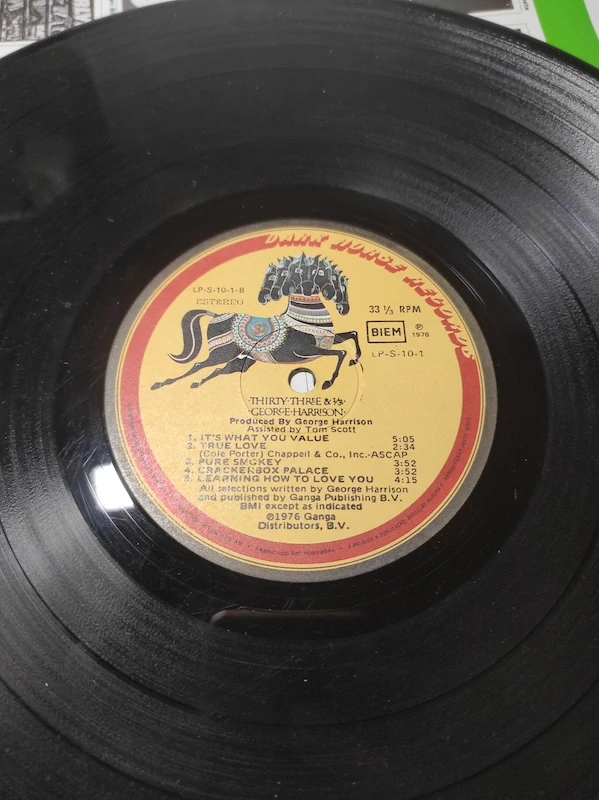 DARK HORSE RECORDS
LP-S-10-1-B
ESTEREO
33 ⅓ RPM
BIEM
℗
1976
LP-S-10-1
·THIRTY·THREE & ⅓·
·GEORGE·HARRISON·
Produced By George Harrison
Assisted by Tom Scott
1. IT'S WHAT YOU VALUE 5:05
2. TRUE LOVE 2:34
(Cole Porter) Chappell & Co., Inc.-ASCAP
3. PURE SMOKEY 3:52
4. CRACKERBOX PALACE 3:52
5. LEARNING HOW TO LOVE YOU 4:15
All selections written by George Harrison
and published by Ganga Publishing B.V.
BMI except as indicated
©1976 Ganga
Distributors, B.V.
FABRICADO EM PORTUGAL